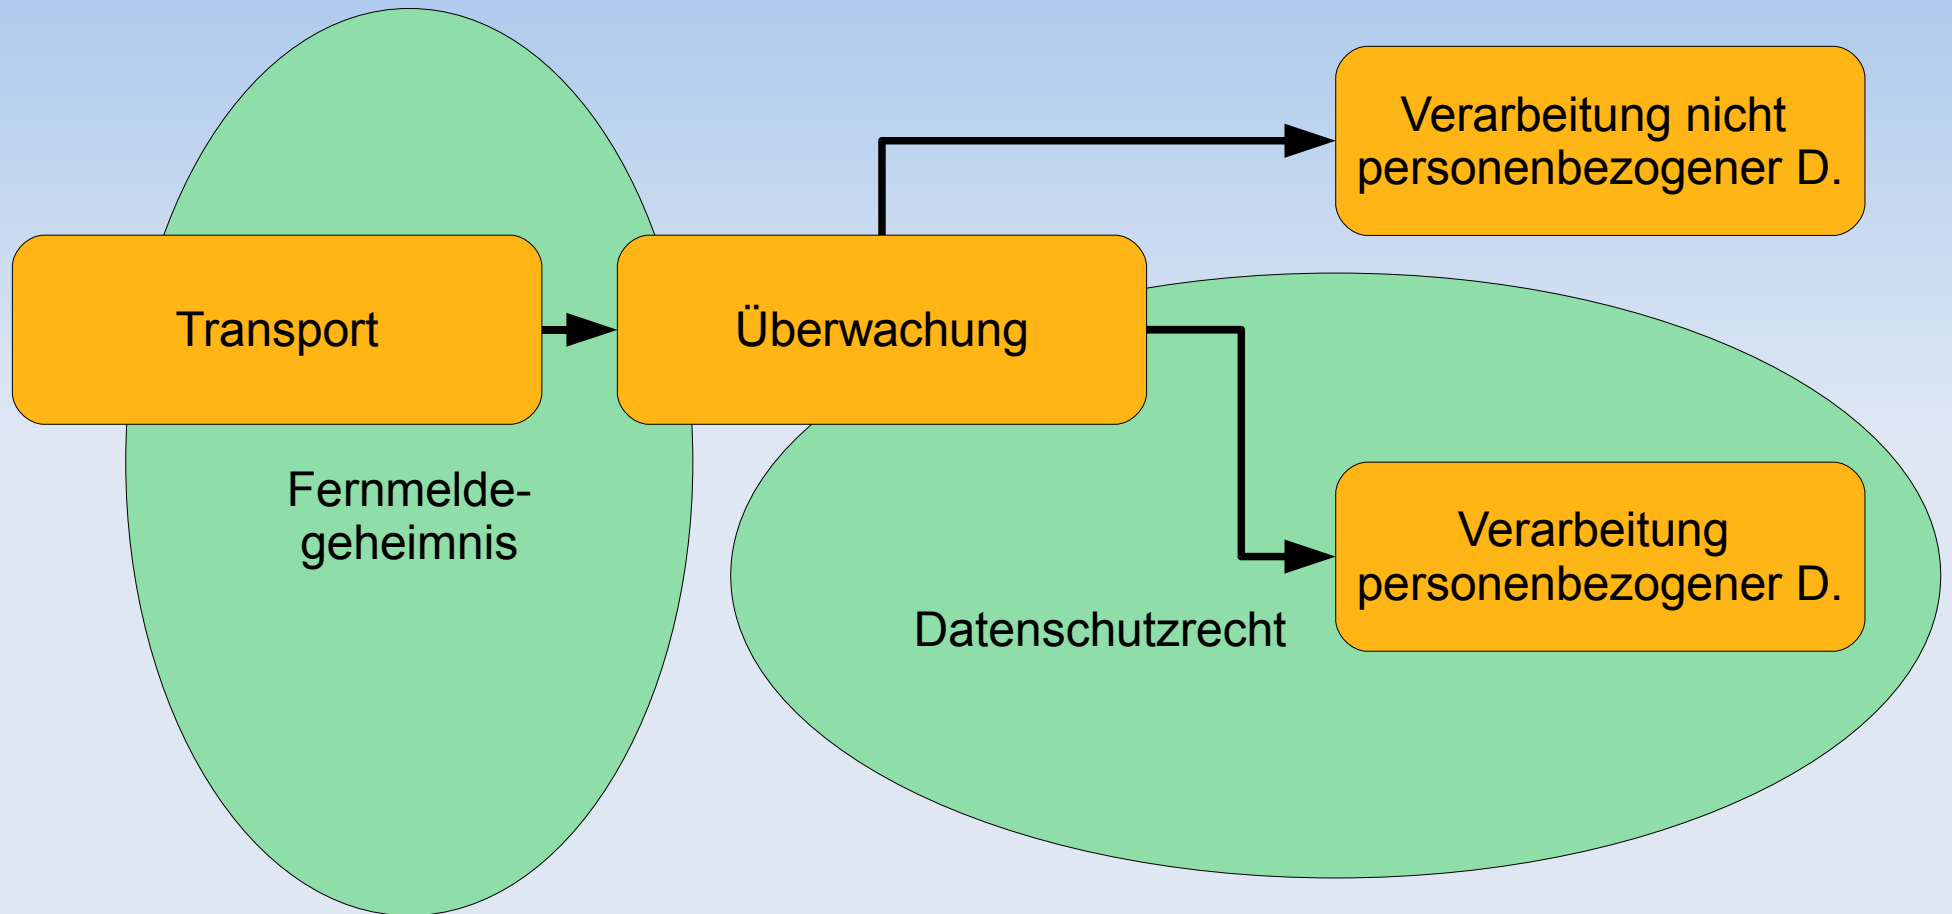 Verarbeitung nicht
personenbezogener D.
Transport
Überwachung
Fernmelde-
geheimnis
Verarbeitung
personenbezogener D.
Datenschutzrecht